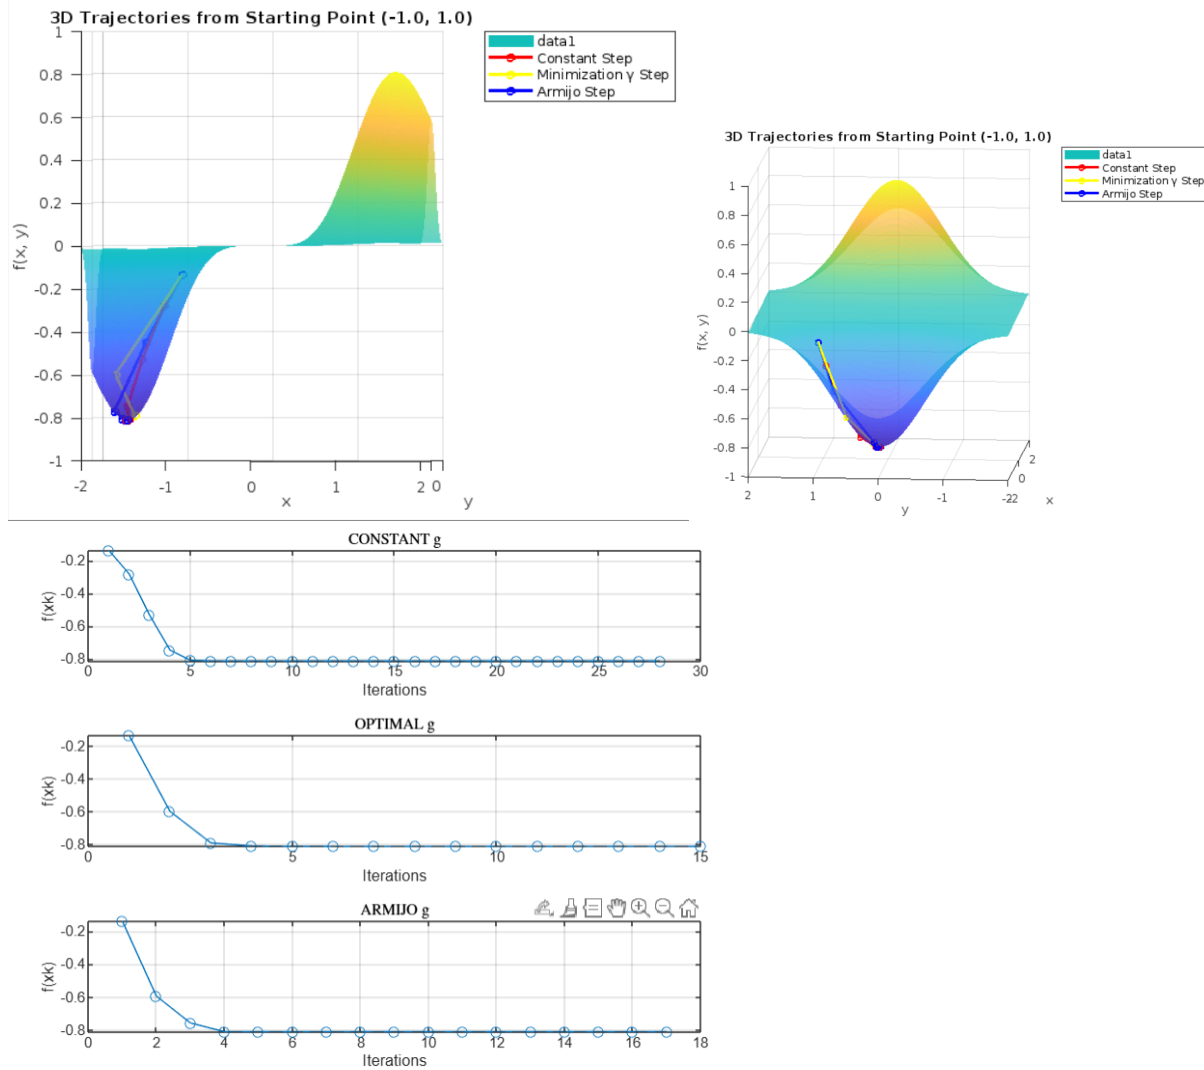 3D Trajectories from Starting Point (-1.0, 1.0)
data1
Constant Step
Minimization γ Step
Armijo Step
f(x, y)
1
0.8
0.6
0.4
0.2
0
-0.2
-0.4
-0.6
-0.8
-1
-2 -1 0 1 2 0
x
y
3D Trajectories from Starting Point (-1.0, 1.0)
data1
Constant Step
Minimization γ Step
Armijo Step
f(x, y)
1
0.8
0.6
0.4
0.2
0
-0.2
-0.4
-0.6
-0.8
-1
2 1 0 -1 -22
0
2
y
x
CONSTANT g
f(xk)
-0.2
-0.4
-0.6
-0.8
0 5 10 15 20 25 30
Iterations
OPTIMAL g
f(xk)
-0.2
-0.4
-0.6
-0.8
0 5 10 15
Iterations
ARMIJO g
f(xk)
-0.2
-0.4
-0.6
-0.8
0 2 4 6 8 10 12 14 16 18
Iterations